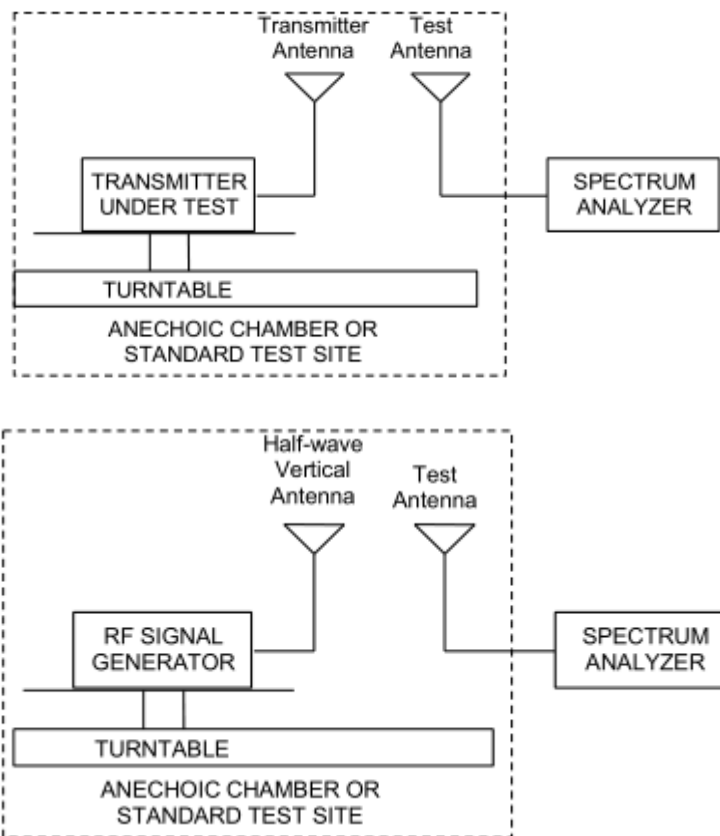 Transmitter
Antenna
Test
Antenna
TRANSMITTER
UNDER TEST
SPECTRUM
ANALYZER
TURNTABLE
ANECHOIC CHAMBER OR
STANDARD TEST SITE
Half-wave
Vertical
Antenna
Test
Antenna
RF SIGNAL
GENERATOR
SPECTRUM
ANALYZER
TURNTABLE
ANECHOIC CHAMBER OR
STANDARD TEST SITE